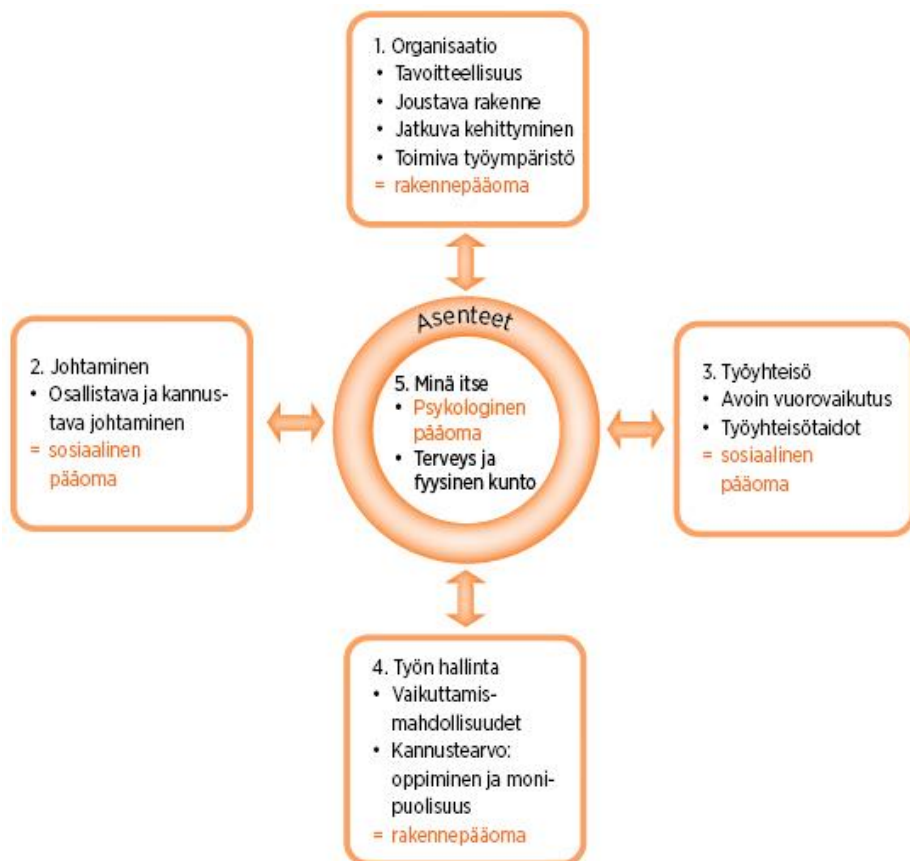 1. Organisaatio
• Tavoitteellisuus
• Joustava rakenne
• Jatkuva kehittyminen
• Toimiva työympäristö
= rakennepääoma
Asenteet
2. Johtaminen
• Osallistava ja kannus-
tava johtaminen
= sosiaalinen
pääoma
5. Minä itse
• Psykologinen
pääoma
• Terveys ja
fyysinen kunto
3. Työyhteisö
• Avoin vuorovaikutus
• Työyhteisötaidot
= sosiaalinen
pääoma
4. Työn hallinta
• Vaikuttamis-
mahdollisuudet
• Kannustearvo:
oppiminen ja moni-
puolisuus
= rakennepääoma